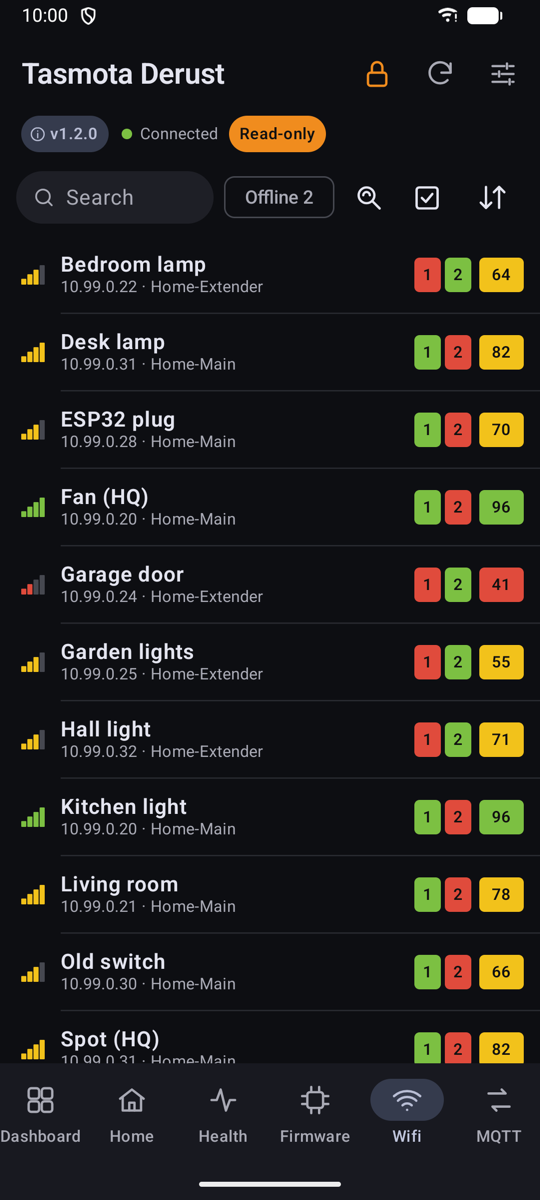 10:00
Tasmota Derust
v1.2.0 Connected Read-only
Search Offline 2
Bedroom lamp
10.99.0.22 · Home-Extender
1 2 64
Desk lamp
10.99.0.31 · Home-Main
1 2 82
ESP32 plug
10.99.0.28 · Home-Main
1 2 70
Fan (HQ)
10.99.0.20 · Home-Main
1 2 96
Garage door
10.99.0.24 · Home-Extender
1 2 41
Garden lights
10.99.0.25 · Home-Extender
1 2 55
Hall light
10.99.0.32 · Home-Extender
1 2 71
Kitchen light
10.99.0.20 · Home-Main
1 2 96
Living room
10.99.0.21 · Home-Main
1 2 78
Old switch
10.99.0.30 · Home-Main
1 2 66
Spot (HQ)
10.99.0.31 · Home-Main
1 2 82
Dashboard Home Health Firmware Wifi MQTT